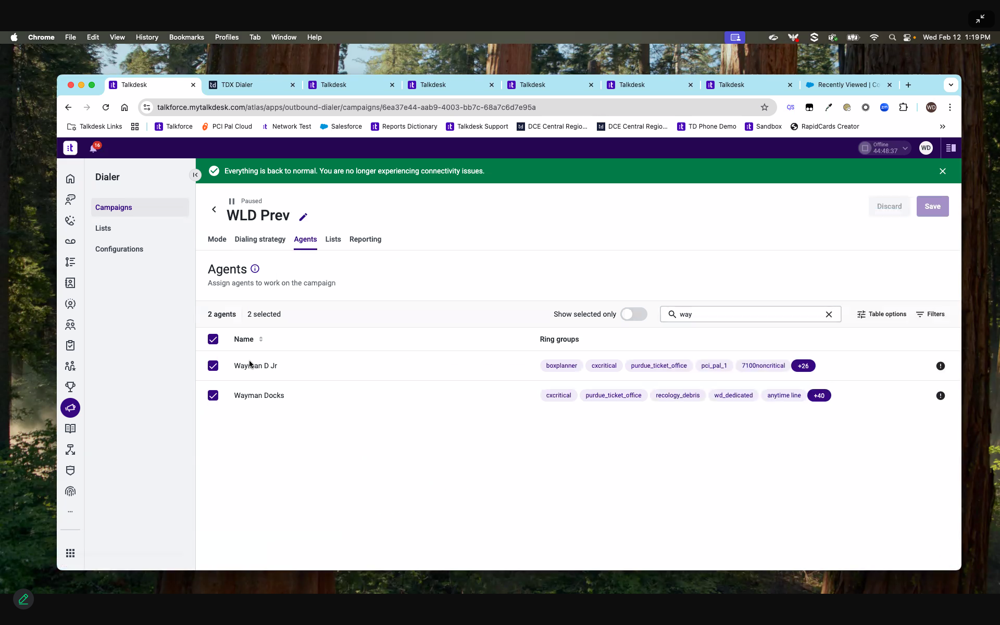 Chrome File Edit View History Bookmarks Profiles Tab Window Help
Wed Feb 12 1:19 PM
Talkdesk
TDX Dialer
Talkdesk
Talkdesk
Talkdesk
Talkdesk
Talkdesk
Recently Viewed | Co
talkforce.mytalkdesk.com/atlas/apps/outbound-dialer/campaigns/6ea37e44-aab9-4003-bb7c-68a7c6d7e95a
C/S
zm
WD
Talkdesk Links
Talkforce
PCI Pal Cloud
Network Test
Salesforce
Reports Dictionary
Talkdesk Support
DCE Central Regio...
DCE Central Regio...
TD Phone Demo
Sandbox
RapidCards Creator
16
Offline
44:48:37
WD
Dialer
Campaigns
Lists
Configurations
Everything is back to normal. You are no longer experiencing connectivity issues.
Paused
WLD Prev
Discard
Save
Mode Dialing strategy Agents Lists Reporting
Agents
Assign agents to work on the campaign
2 agents 2 selected
Show selected only
way
Table options
Filters
Name
Ring groups
Wayman D Jr
boxplanner cxcritical purdue_ticket_office pci_pal_1 7100noncritical +26
Wayman Docks
cxcritical purdue_ticket_office recology_debris wd_dedicated anytime line +40